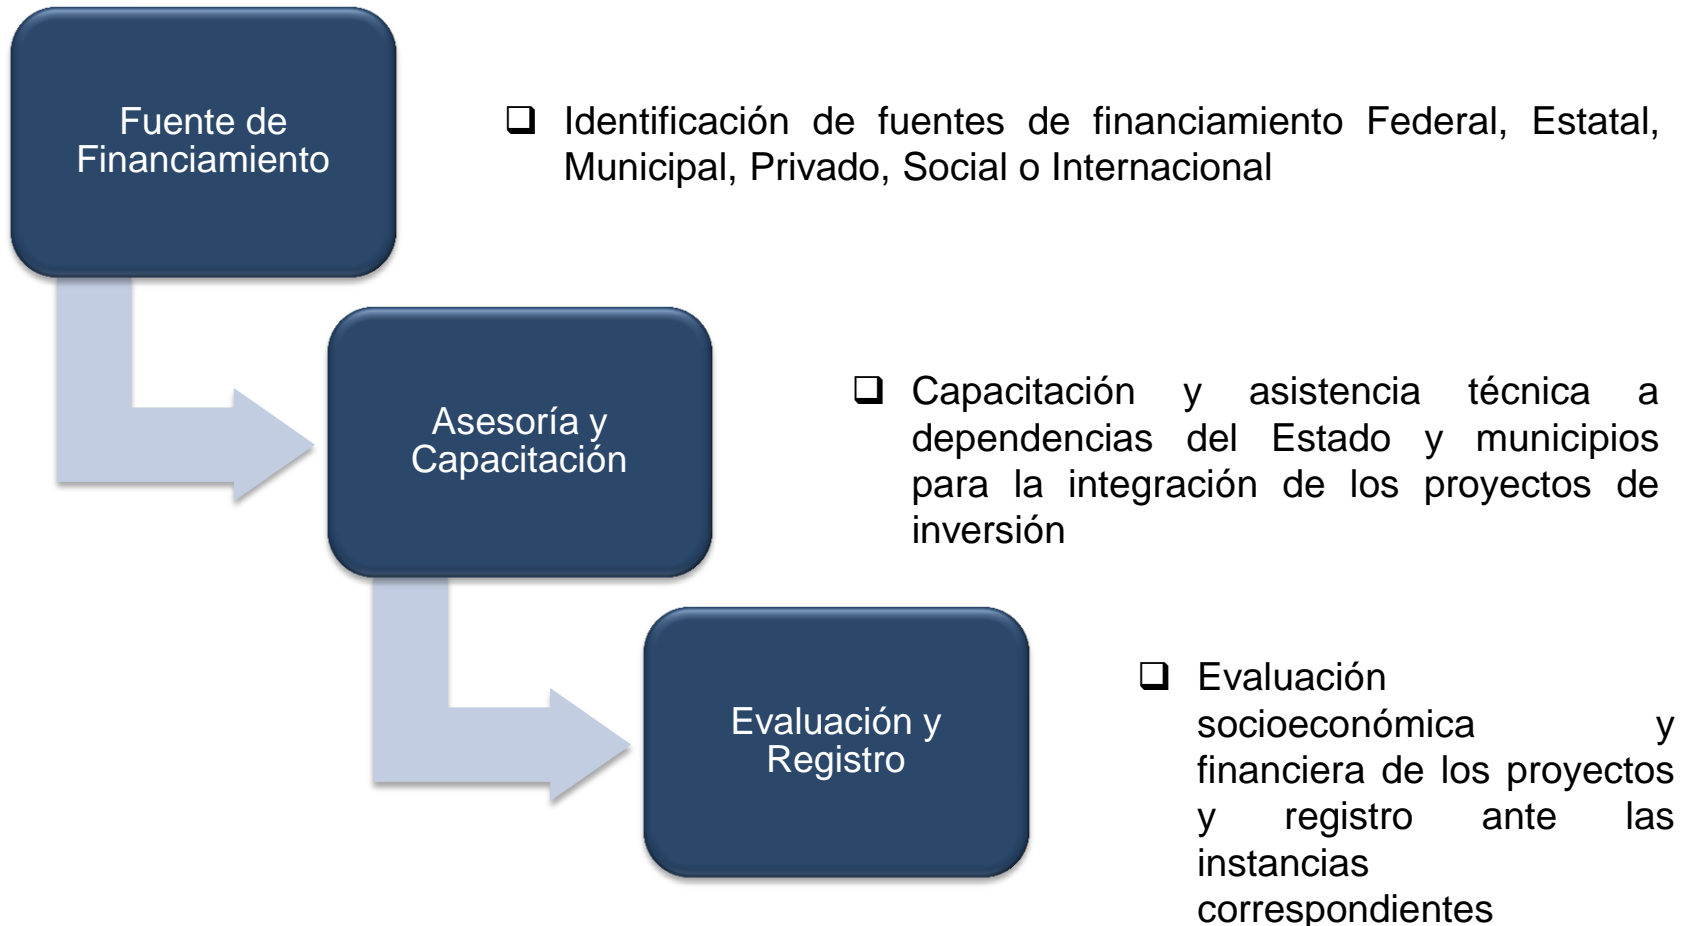 Fuente de
Financiamiento
❑ Identificación de fuentes de financiamiento Federal, Estatal,
Municipal, Privado, Social o Internacional
Asesoría y
Capacitación
❑ Capacitación y asistencia técnica a
dependencias del Estado y municipios
para la integración de los proyectos de
inversión
Evaluación y
Registro
❑ Evaluación
socioeconómica y
financiera de los proyectos
y registro ante las
instancias
correspondientes